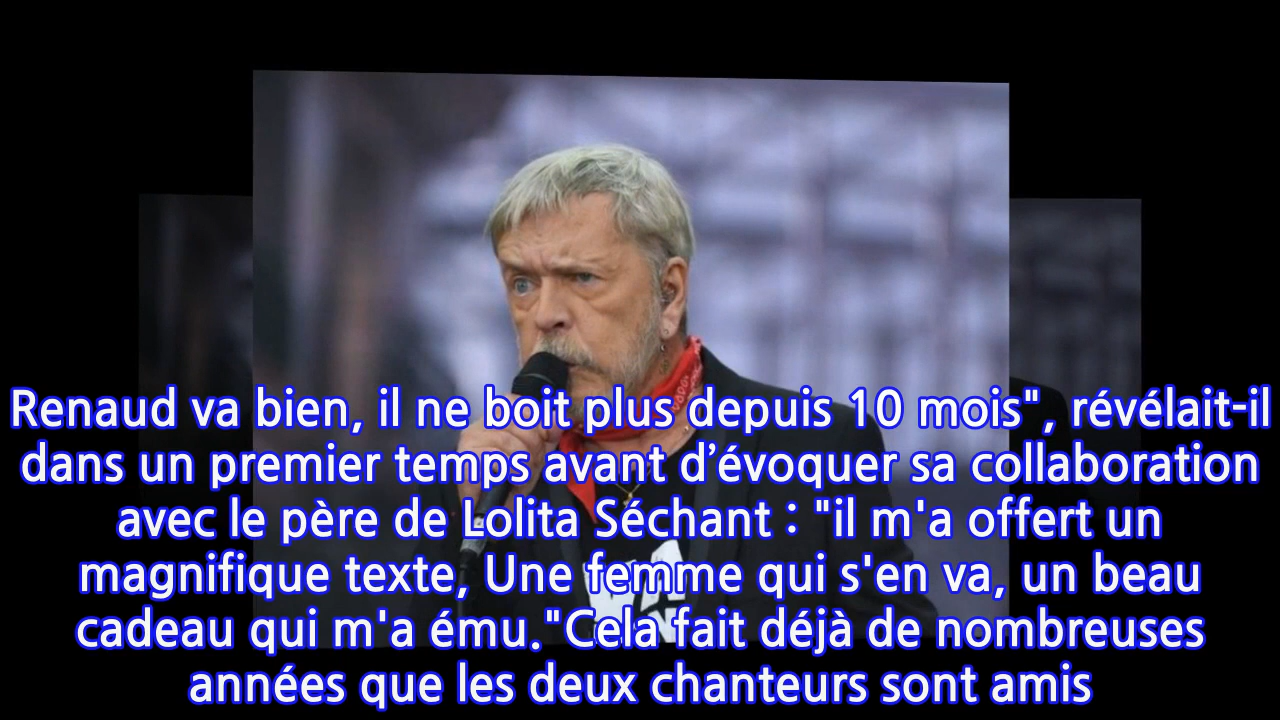 Renaud va bien, il ne boit plus depuis 10 mois", révélait-il
dans un premier temps avant d’évoquer sa collaboration
avec le père de Lolita Séchant : "il m'a offert un
magnifique texte, Une femme qui s'en va, un beau
cadeau qui m'a ému."Cela fait déjà de nombreuses
années que les deux chanteurs sont amis